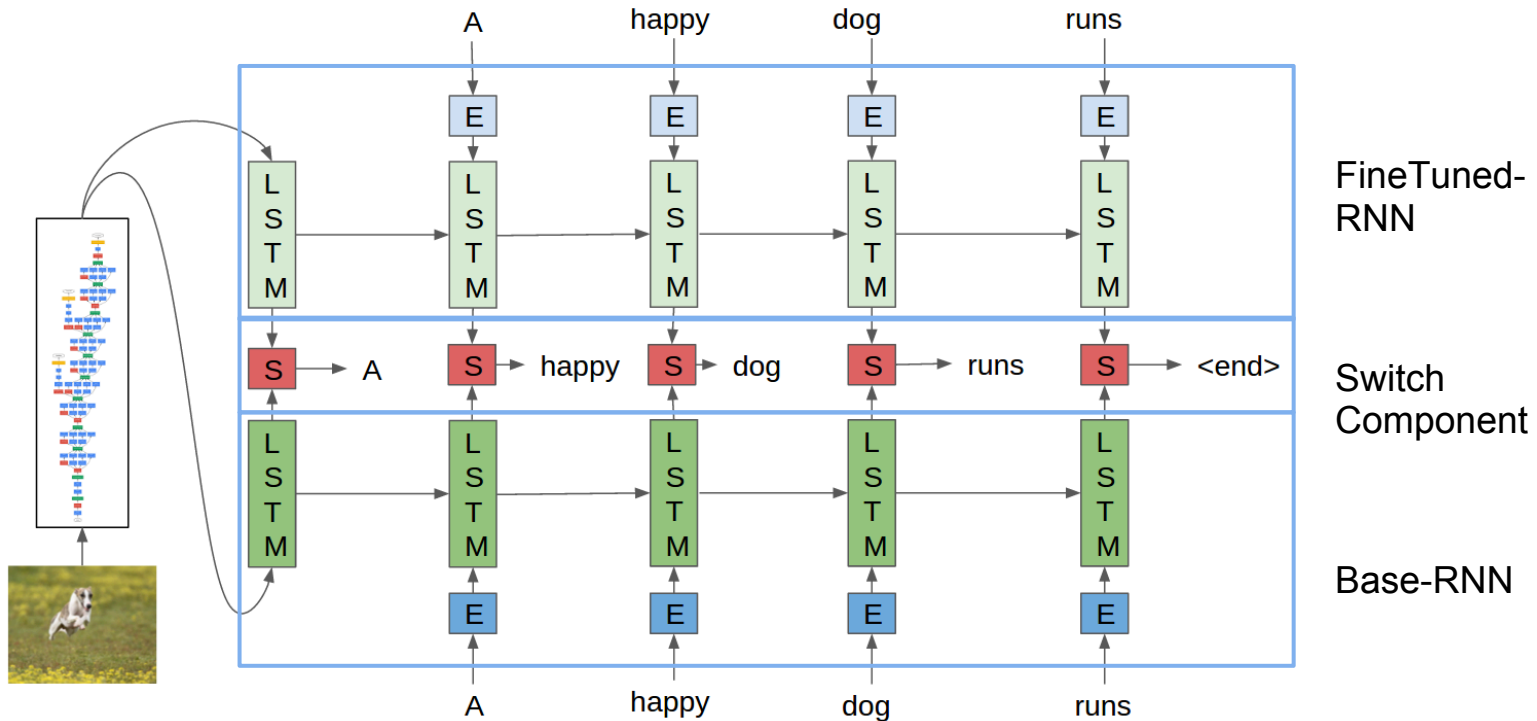 A happy dog runs
E E E E
L S T M L S T M L S T M L S T M L S T M
FineTuned-
RNN
S A S happy S dog S runs S <end>
Switch
Component
L S T M L S T M L S T M L S T M L S T M
E E E E
Base-RNN
A happy dog runs